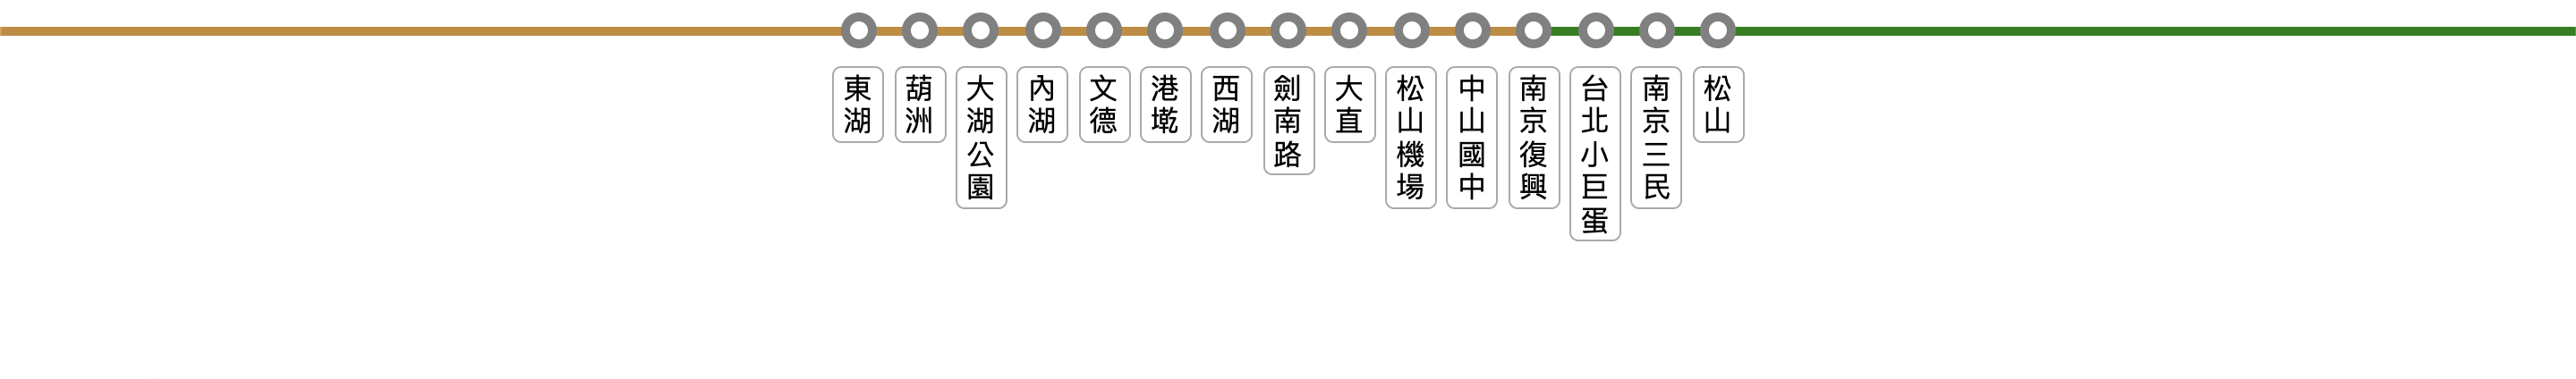 東湖
葫洲
大湖公園
內湖
文德
港墘
西湖
劍南路
大直
松山機場
中山國中
南京復興
台北小巨蛋
南京三民
松山